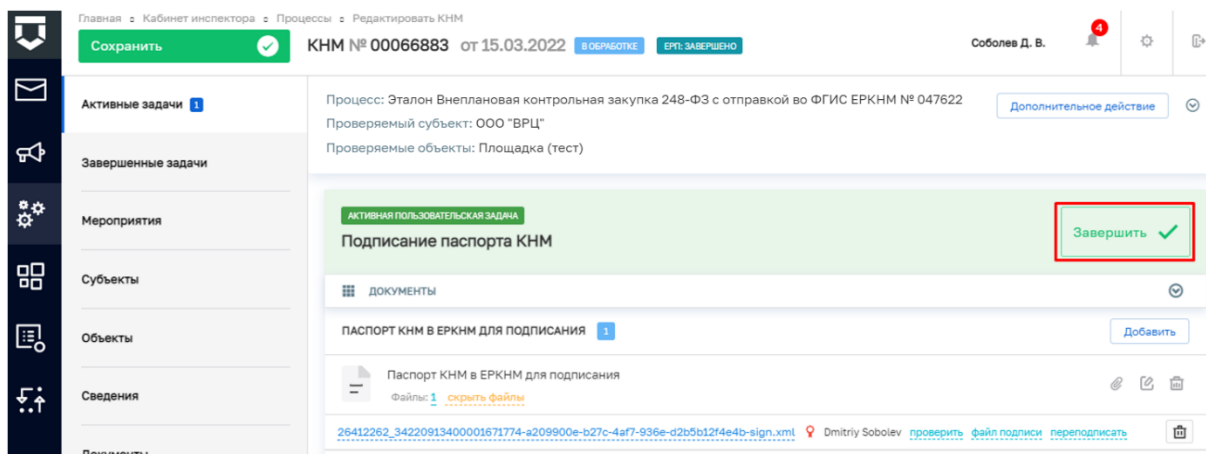 Главная Кабинет инспектора Процессы Редактировать КНМ
Сохранить
КНМ № 00066883 от 15.03.2022 В ОБРАБОТКЕ ЕРП: ЗАВЕРШЕНО
Соболев Д. В.
4
Активные задачи 1
Завершенные задачи
Мероприятия
Субъекты
Объекты
Сведения
Документы
Процесс: Эталон Внеплановая контрольная закупка 248-ФЗ с отправкой во ФГИС ЕРКНМ № 047622
Дополнительное действие
Проверяемый субъект: ООО "ВРЦ"
Проверяемые объекты: Площадка (тест)
АКТИВНАЯ ПОЛЬЗОВАТЕЛЬСКАЯ ЗАДАЧА
Подписание паспорта КНМ
Завершить
ДОКУМЕНТЫ
ПАСПОРТ КНМ В ЕРКНМ ДЛЯ ПОДПИСАНИЯ 1
Добавить
Паспорт КНМ в ЕРКНМ для подписания
Файлы: 1 скрыть файлы
26412262_34220913400001671774-a209900e-b27c-4af7-936e-d2b5b12f4e4b-sign.xml Dmitriy Sobolev проверить файл подписи переподписать